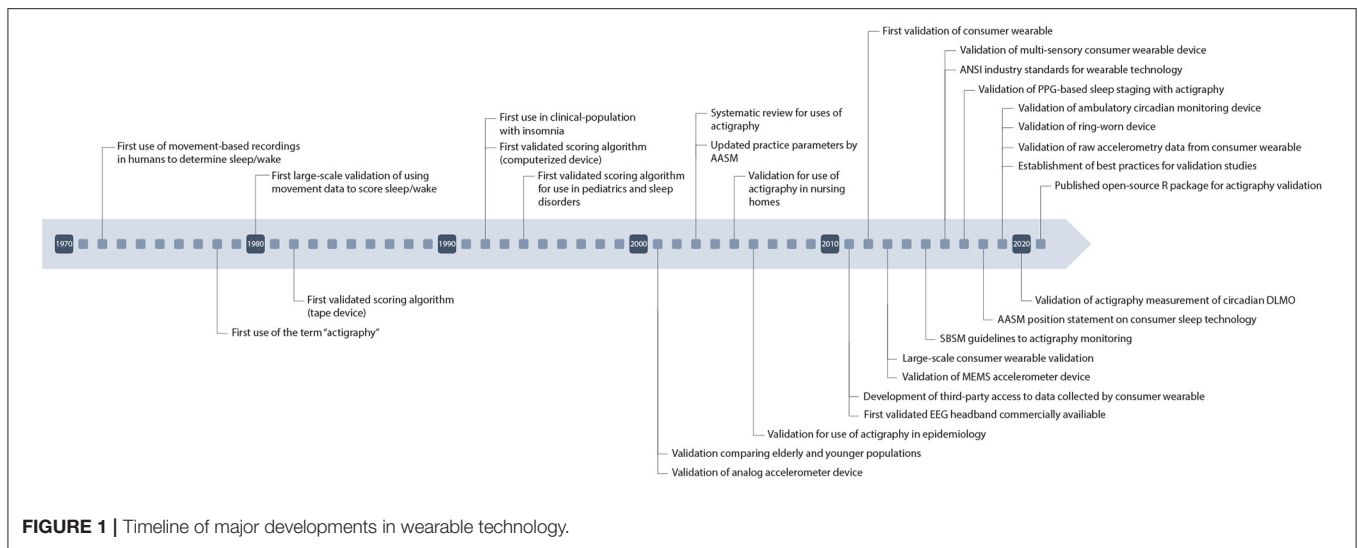 First validation of consumer wearable
Validation of multi-sensory consumer wearable device
ANSI industry standards for wearable technology
Validation of PPG-based sleep staging with actigraphy
Validation of ambulatory circadian monitoring device
Validation of ring-worn device
Validation of raw accelerometry data from consumer wearable
Establishment of best practices for validation studies
Published open-source R package for actigraphy validation
Systematic review for uses of
actigraphy
Updated practice parameters by
AASM
Validation for use of
actigraphy in nursing
homes
First use in clinical-population
with insomnia
First validated scoring algorithm
(computerized device)
First validated scoring algorithm
for use in pediatrics and sleep
disorders
First use of movement-based recordings
in humans to determine sleep/wake
First large-scale validation of using
movement data to score sleep/wake
1970
1980
1990
2000
2010
2020
First validated scoring algorithm
(tape device)
First use of the term "actigraphy"
Validation of actigraphy measurement of circadian DLMO
AASM position statement on consumer sleep technology
SBSM guidelines to actigraphy monitoring
Large-scale consumer wearable validation
Validation of MEMS accelerometer device
Development of third-party access to data collected by consumer wearable
First validated EEG headband commercially availiable
Validation for use of actigraphy in epidemiology
Validation comparing elderly and younger populations
Validation of analog accelerometer device
FIGURE 1 | Timeline of major developments in wearable technology.